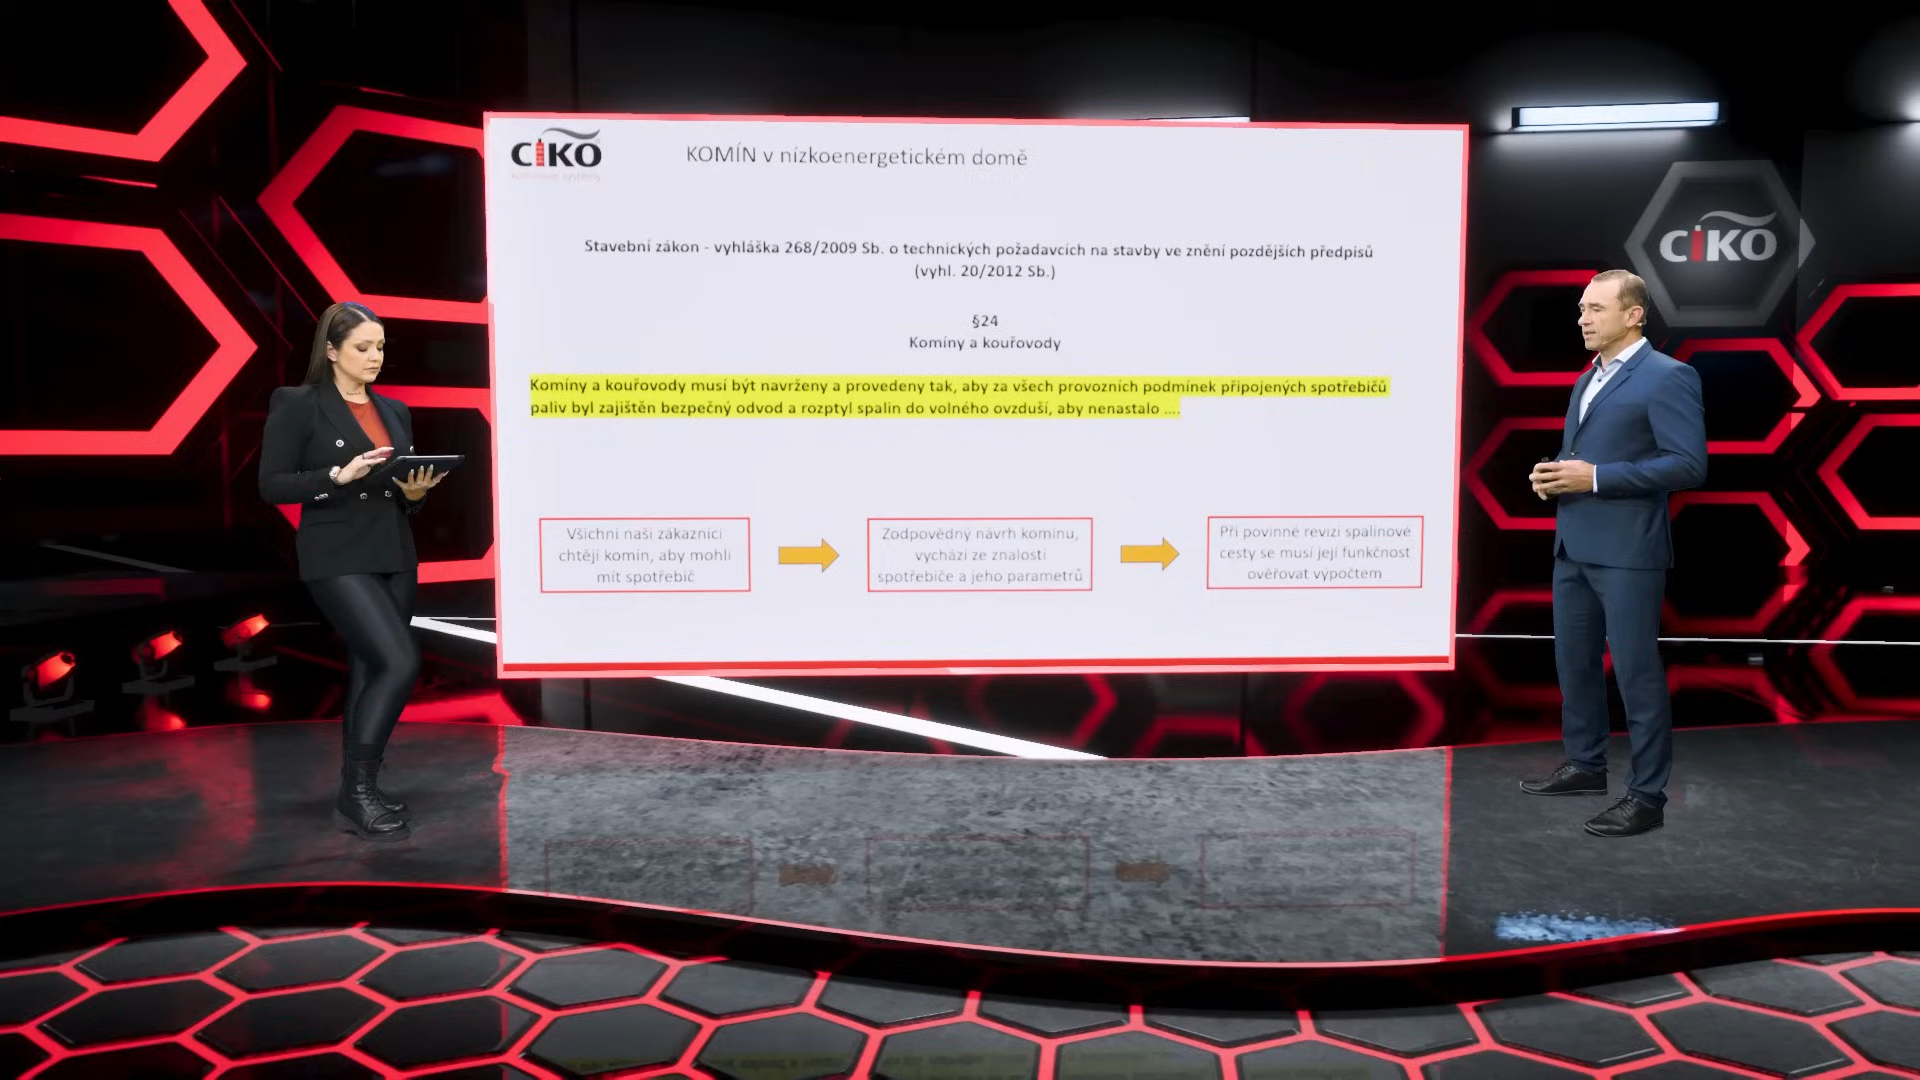 CIKO
KOMÍN v nízkoenergetickém domě
Stavební zákon - vyhláška 268/2009 Sb. o technických požadavcích na stavby ve znění pozdějších předpisů
(vyhl. 20/2012 Sb.)
§24
Komíny a kouřovody
Komíny a kouřovody musí být navrženy a provedeny tak, aby za všech provozních podmínek připojených spotřebičů
paliv byl zajištěn bezpečný odvod a rozptyl spalin do volného ovzduší, aby nenastalo ....
Všichni naši zákazníci
chtějí komín, aby mohli
mít spotřebič
Zodpovědný návrh komínu,
vychází ze znalosti
spotřebiče a jeho parametrů
Při povinné revizi spalinové
cesty se musí její funkčnost
ověřovat výpočtem
CIKO